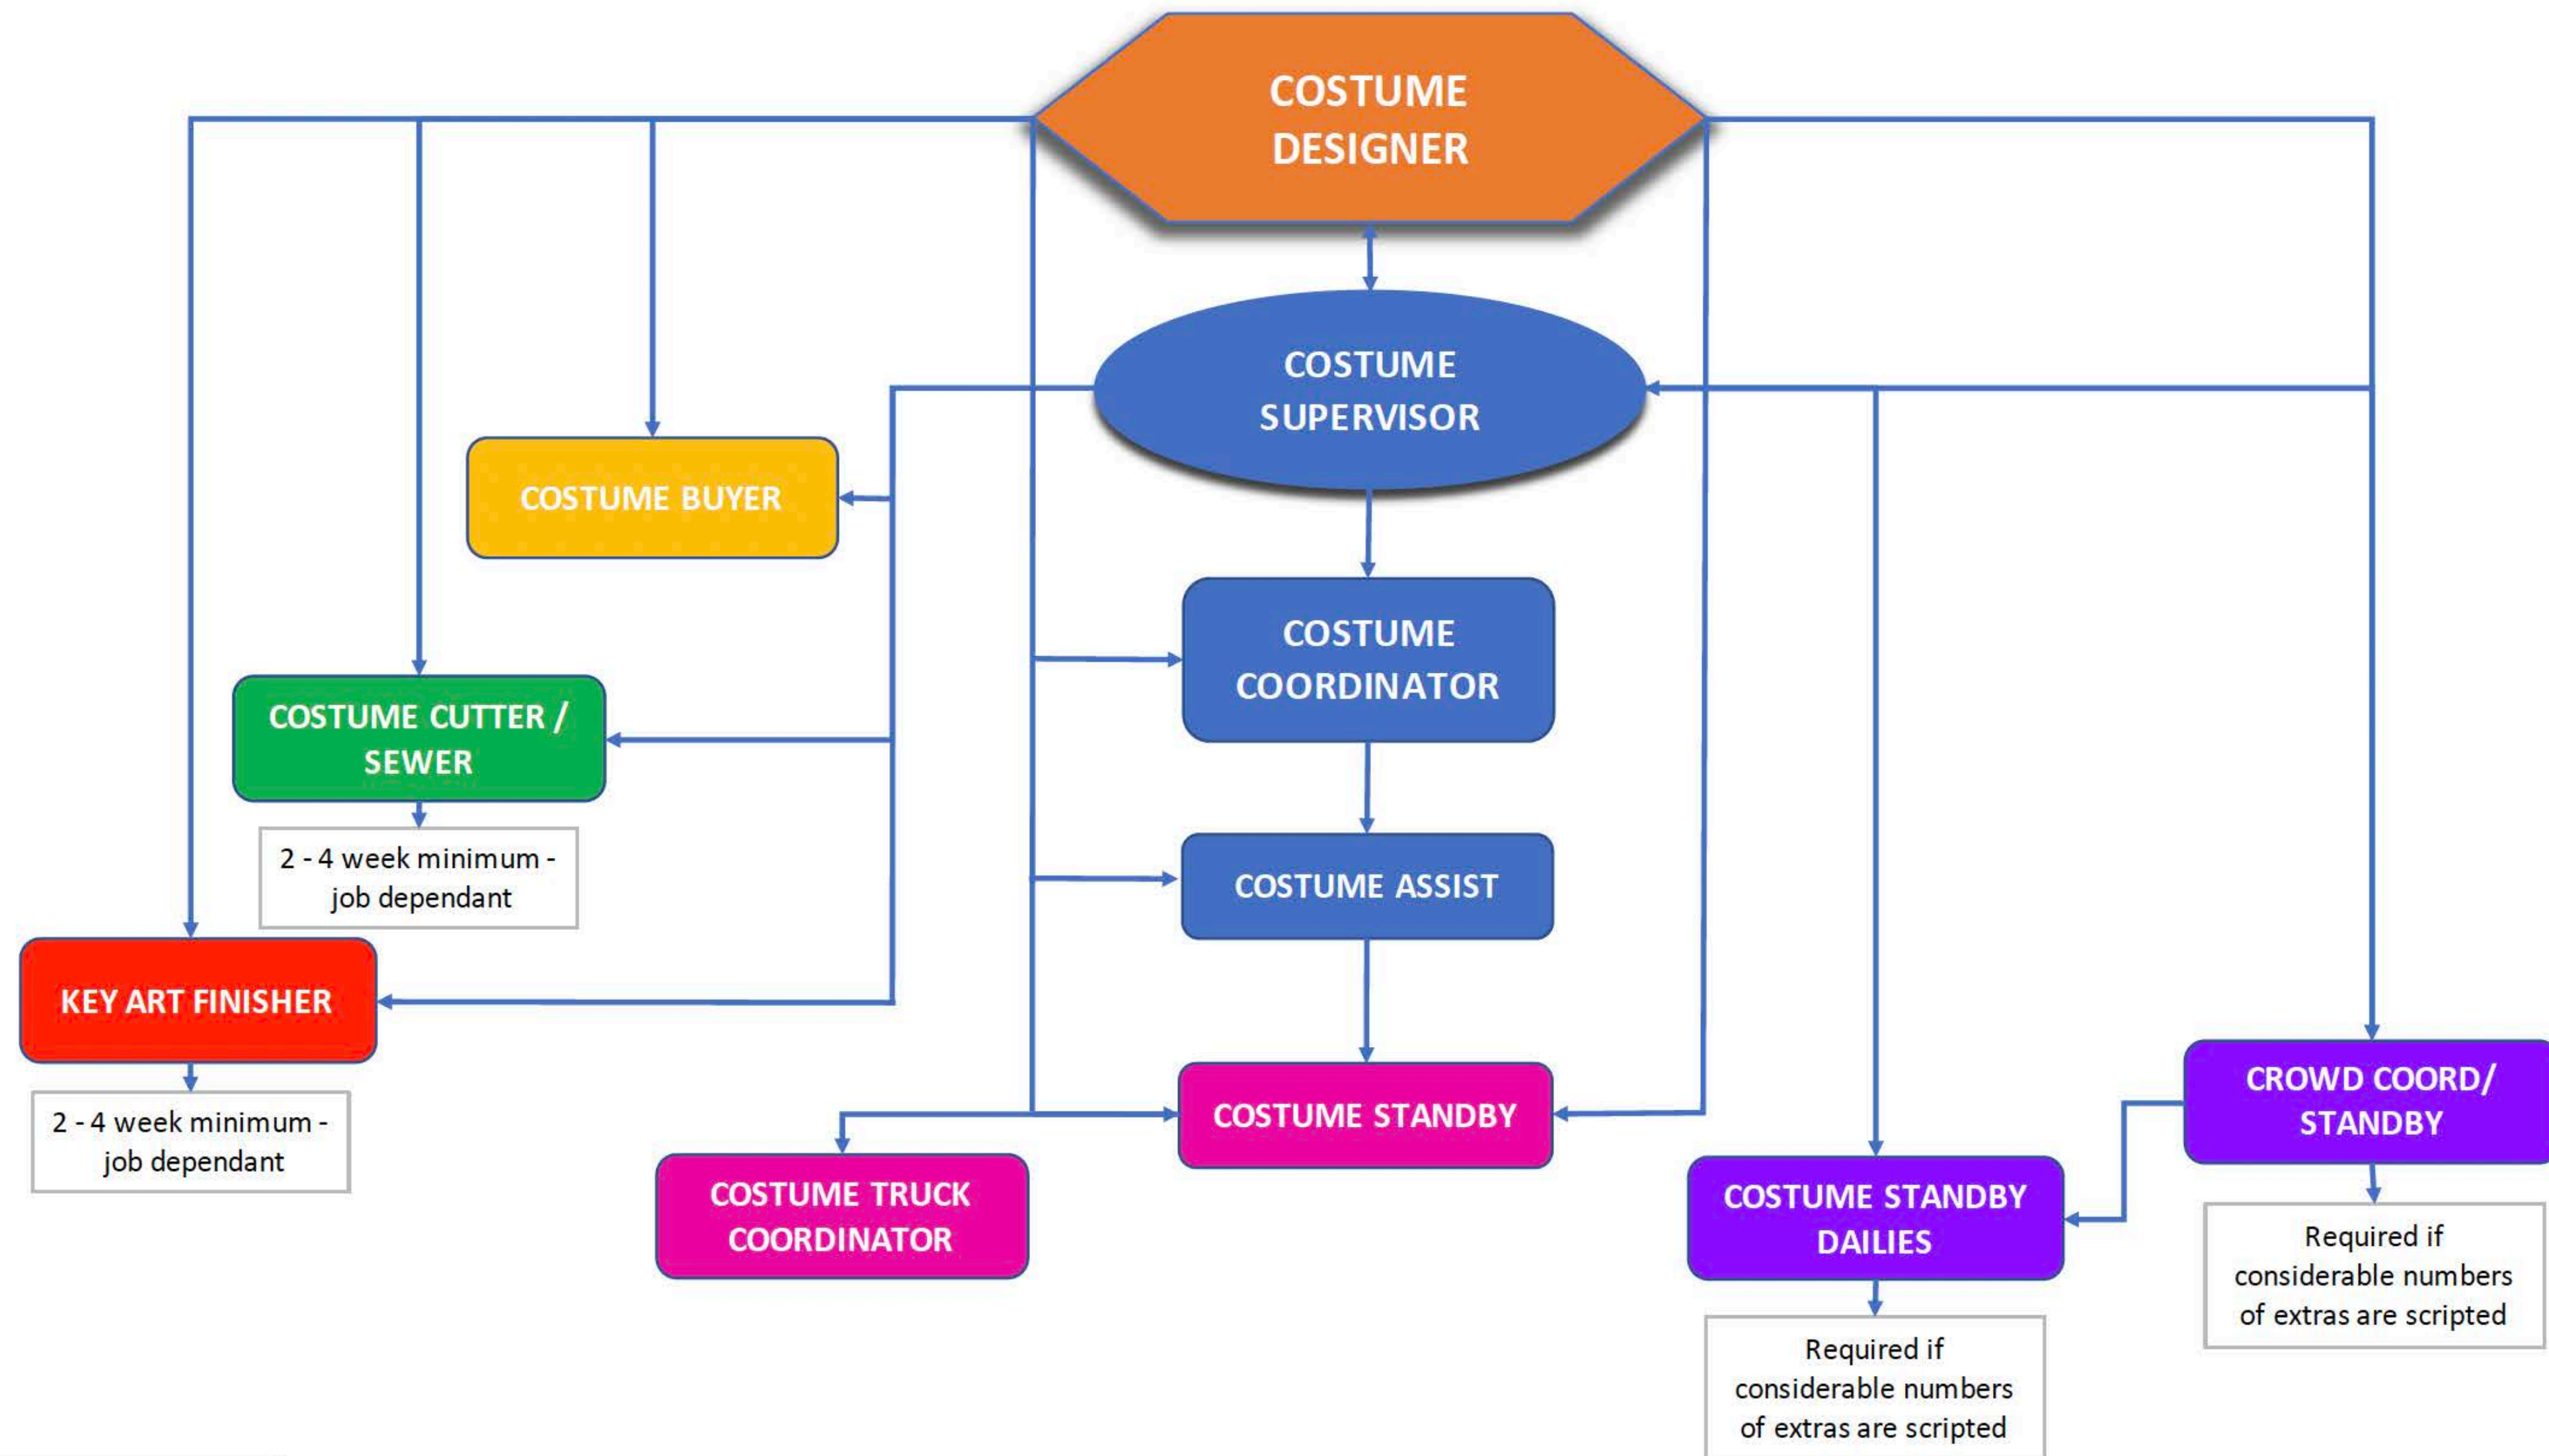 COSTUME
DESIGNER
COSTUME
SUPERVISOR
COSTUME BUYER
COSTUME
COORDINATOR
COSTUME CUTTER /
SEWER
2 - 4 week minimum -
job dependant
COSTUME ASSIST
KEY ART FINISHER
2 - 4 week minimum -
job dependant
COSTUME STANDBY
COSTUME TRUCK
COORDINATOR
CROWD COORD/
STANDBY
Required if
considerable numbers
of extras are scripted
COSTUME STANDBY
DAILIES
Required if
considerable numbers
of extras are scripted